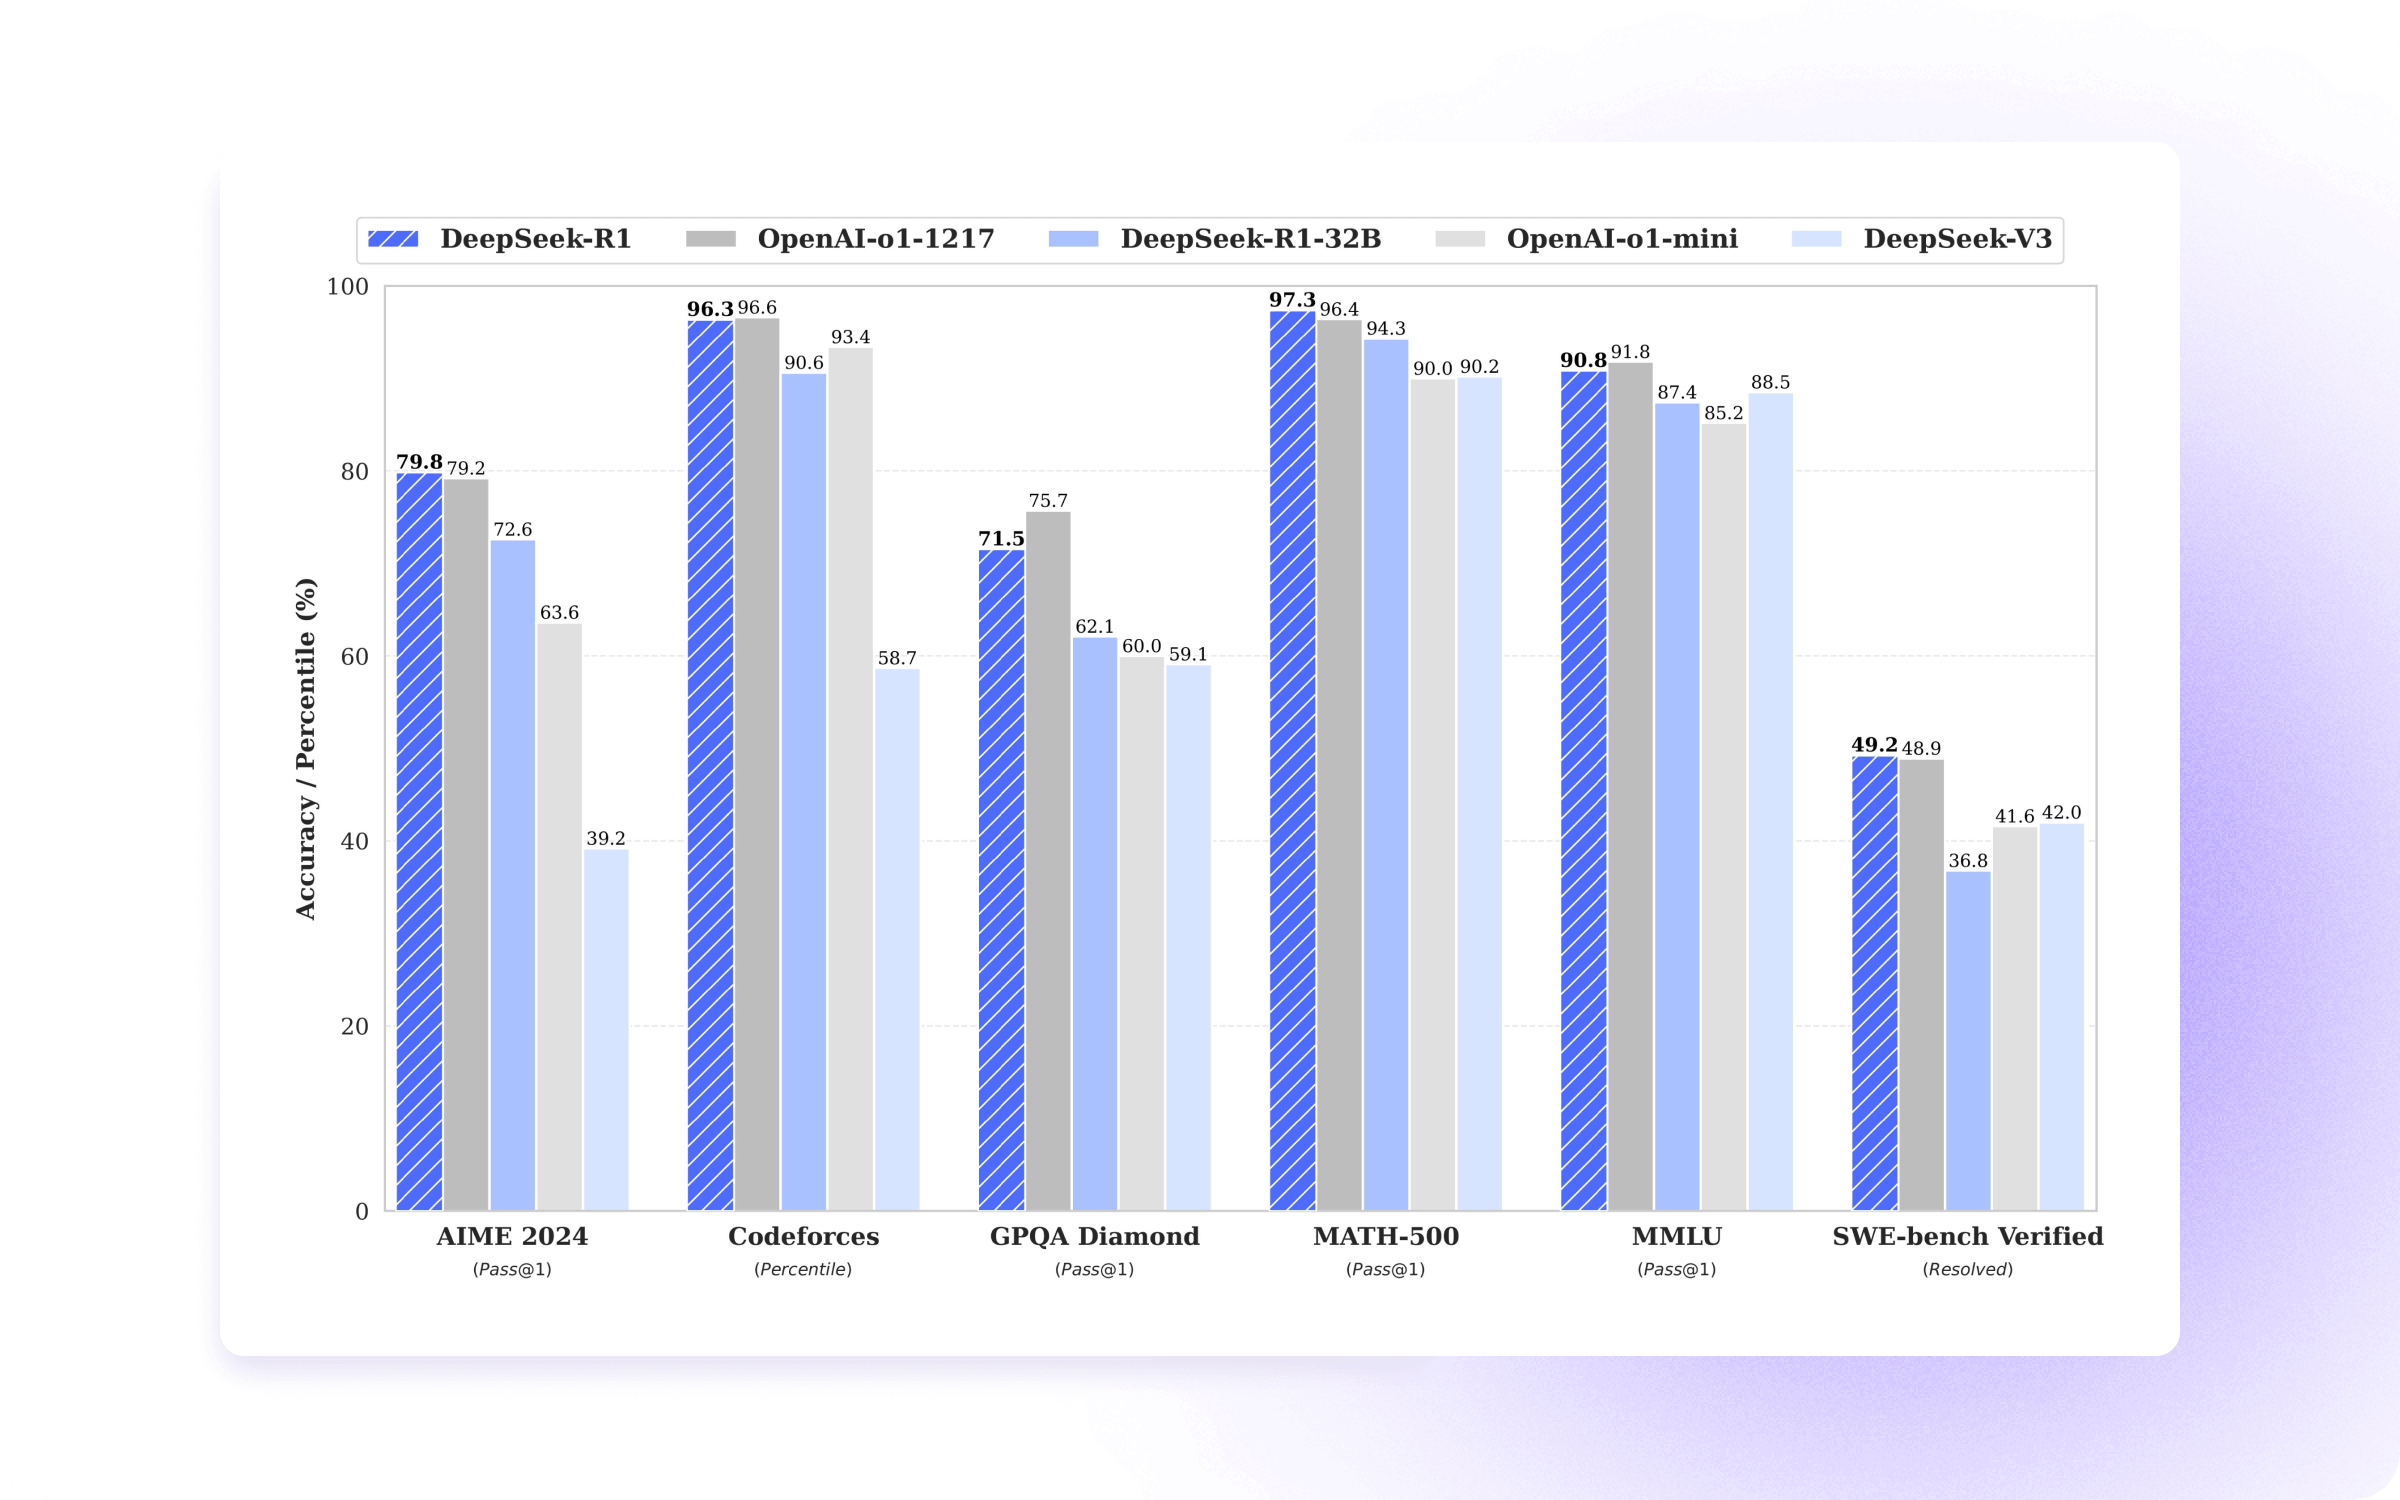 DeepSeek-R1 OpenAI-o1-1217 DeepSeek-R1-32B OpenAI-o1-mini DeepSeek-V3
Accuracy / Percentile (%)
100
80
60
40
20
0
79.8 79.2 72.6 63.6 39.2
96.3 96.6 90.6 93.4 58.7
71.5 75.7 62.1 60.0 59.1
97.3 96.4 94.3 90.0 90.2
90.8 91.8 87.4 85.2 88.5
49.2 48.9 36.8 41.6 42.0
AIME 2024
(Pass@1)
Codeforces
(Percentile)
GPQA Diamond
(Pass@1)
MATH-500
(Pass@1)
MMLU
(Pass@1)
SWE-bench Verified
(Resolved)